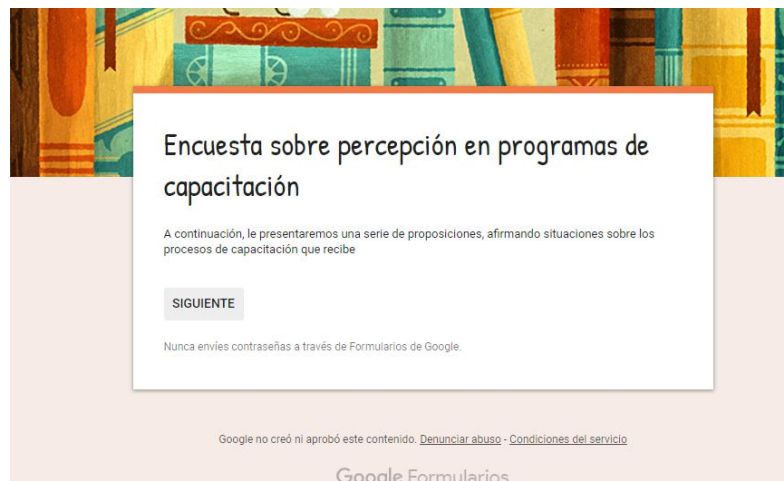 Encuesta sobre percepción en programas de
capacitación
A continuación, le presentaremos una serie de proposiciones, afirmando situaciones sobre los
procesos de capacitación que recibe
SIGUIENTE
Nunca envíes contraseñas a través de Formularios de Google.
Google no creó ni aprobó este contenido. Denunciar abuso - Condiciones del servicio
Google Formularios